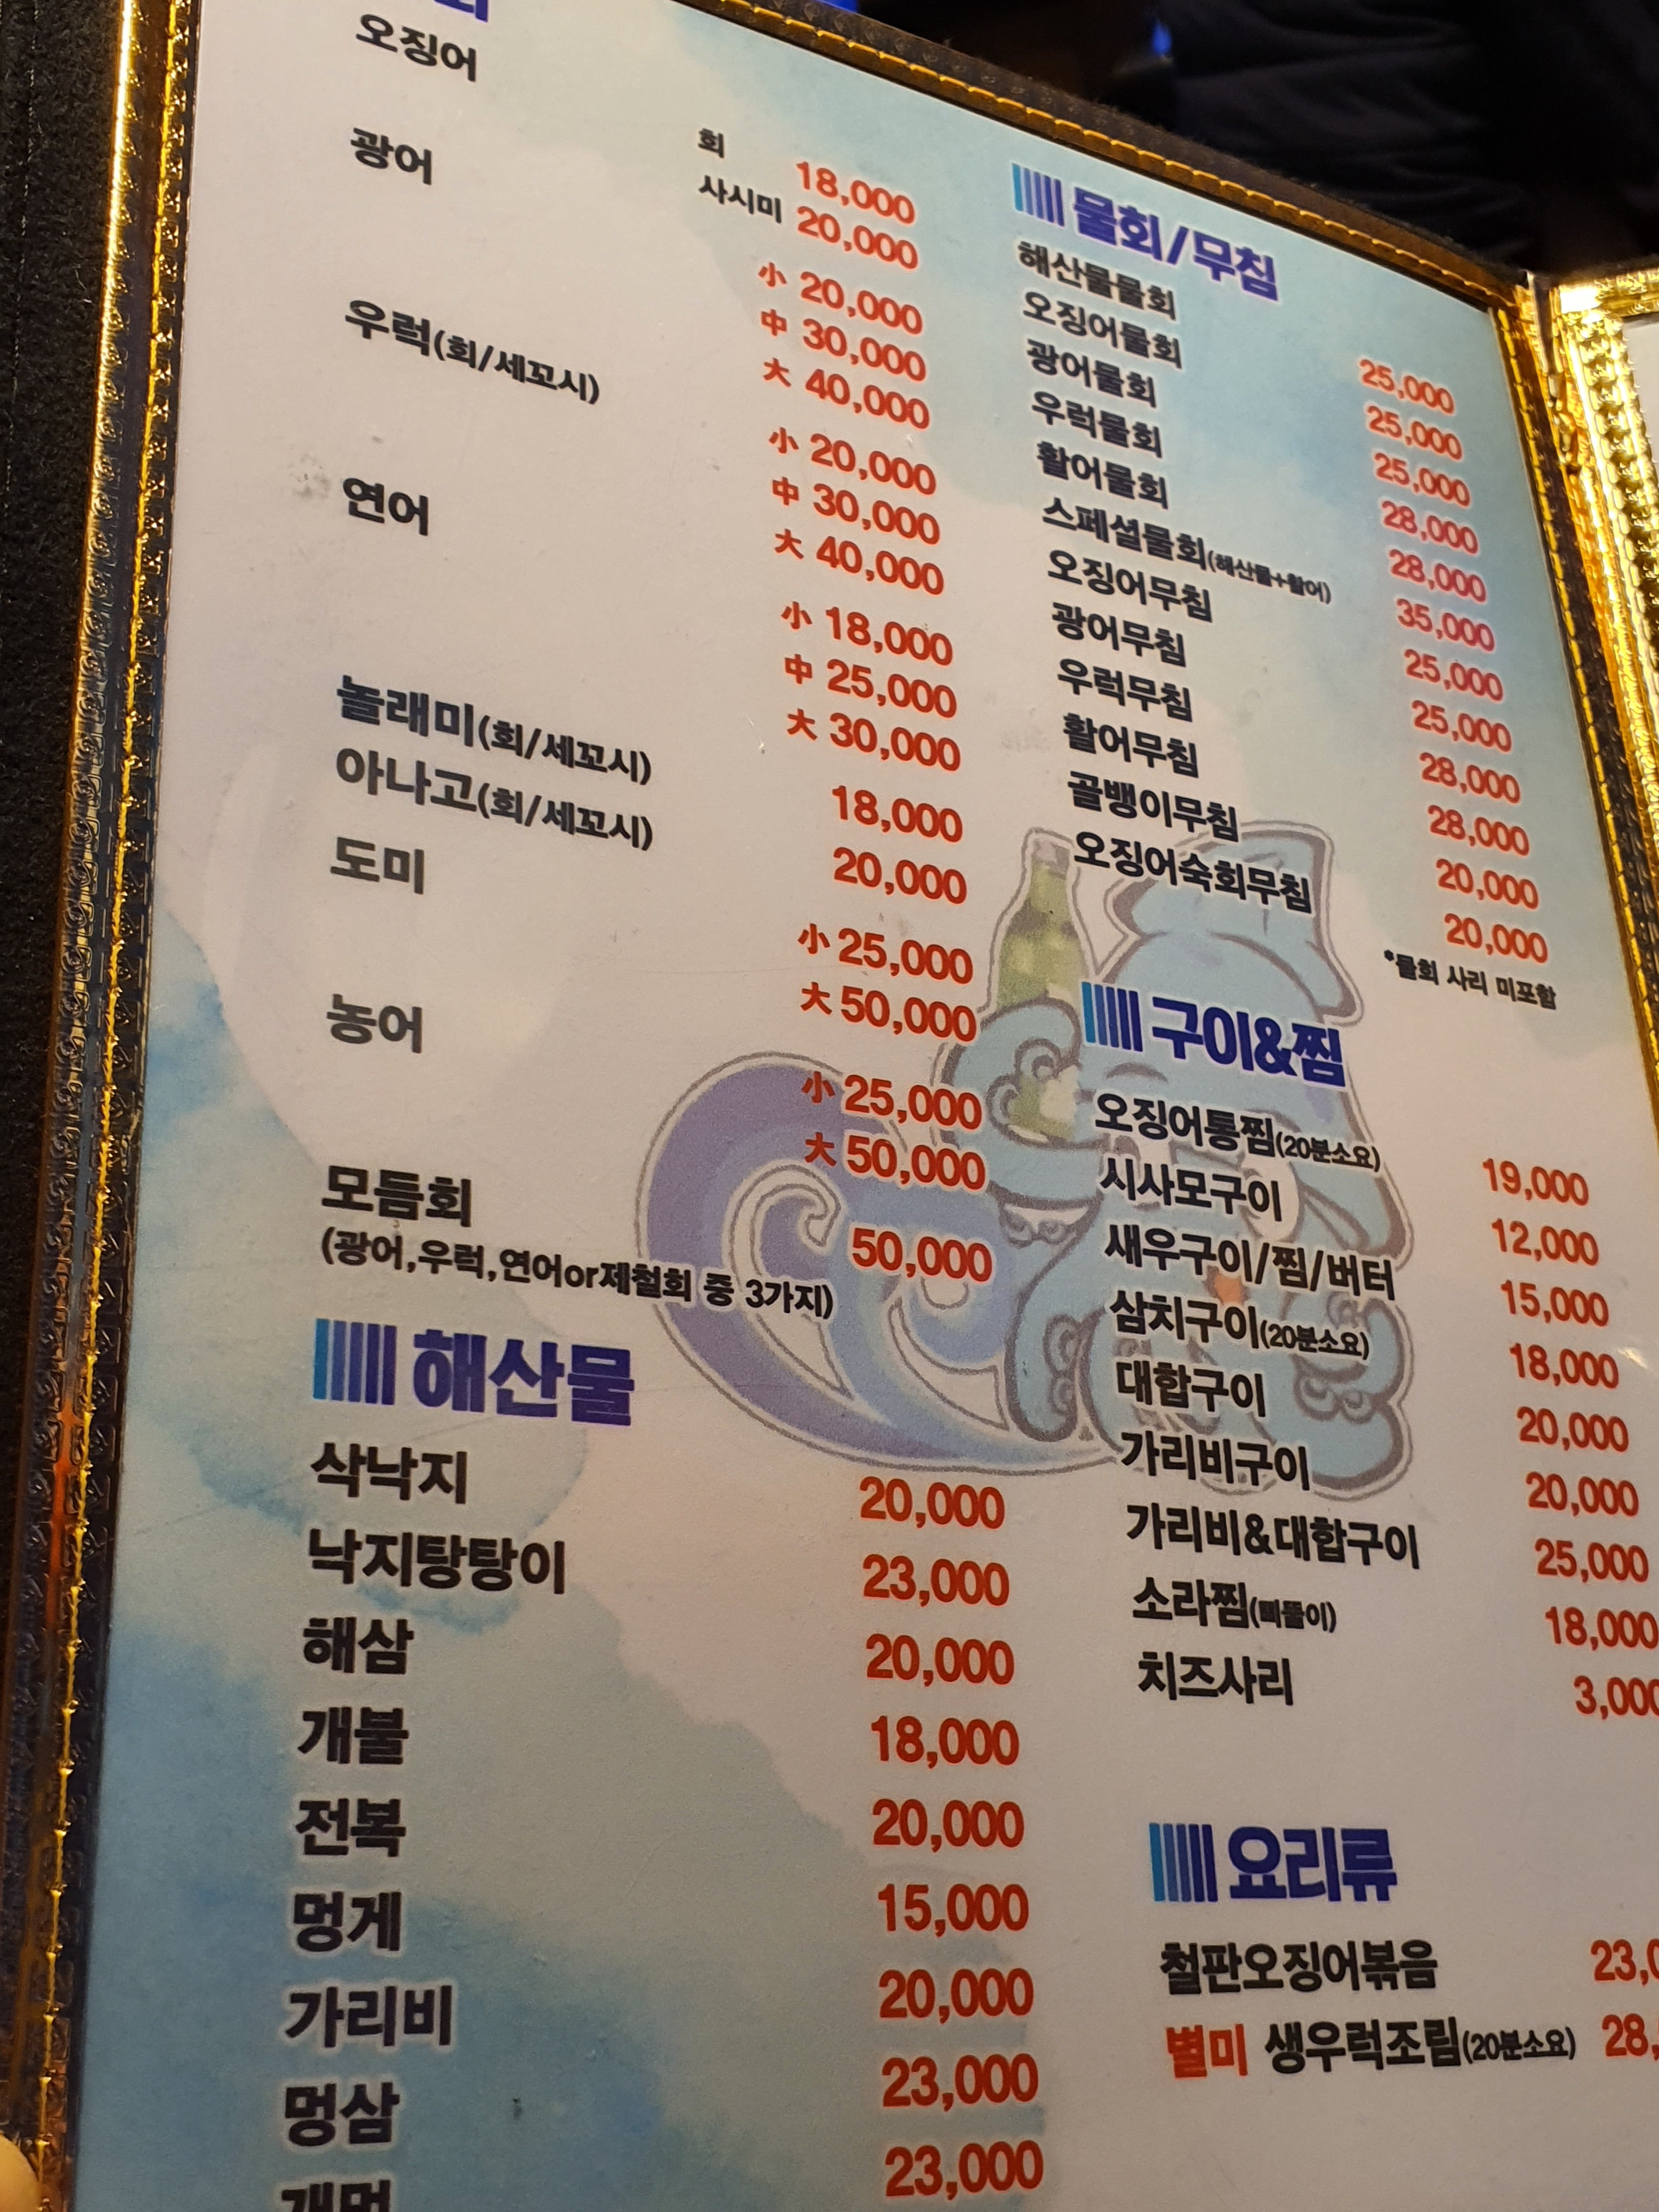 회
오징어
회 18,000
사시미 20,000
광어
小 20,000
中 30,000
大 40,000
우럭(회/세꼬시)
小 20,000
中 30,000
大 40,000
연어
小 18,000
中 25,000
大 30,000
놀래미(회/세꼬시) 18,000
아나고(회/세꼬시) 20,000
도미
小 25,000
大 50,000
농어
小 25,000
大 50,000
모듬회 50,000
(광어,우럭,연어or제철회 중 3가지)
해산물
삭낙지 20,000
낙지탕탕이 23,000
해삼 20,000
개불 18,000
전복 20,000
멍게 15,000
가리비 20,000
멍삼 23,000
개멍 23,000
물회/무침
해산물물회 25,000
오징어물회 25,000
광어물회 25,000
우럭물회 28,000
활어물회 28,000
스페셜물회(해산물+활어) 35,000
오징어무침 25,000
광어무침 25,000
우럭무침 28,000
활어무침 28,000
골뱅이무침 20,000
오징어숙회무침 20,000
*물회 사리 미포함
구이&찜
오징어통찜(20분소요) 19,000
시사모구이 12,000
새우구이/찜/버터 15,000
삼치구이(20분소요) 18,000
대합구이 20,000
가리비구이 20,000
가리비&대합구이 25,000
소라찜(삐뚤이) 18,000
치즈사리 3,000
요리류
철판오징어볶음 23,0
별미 생우럭조림(20분소요) 28,